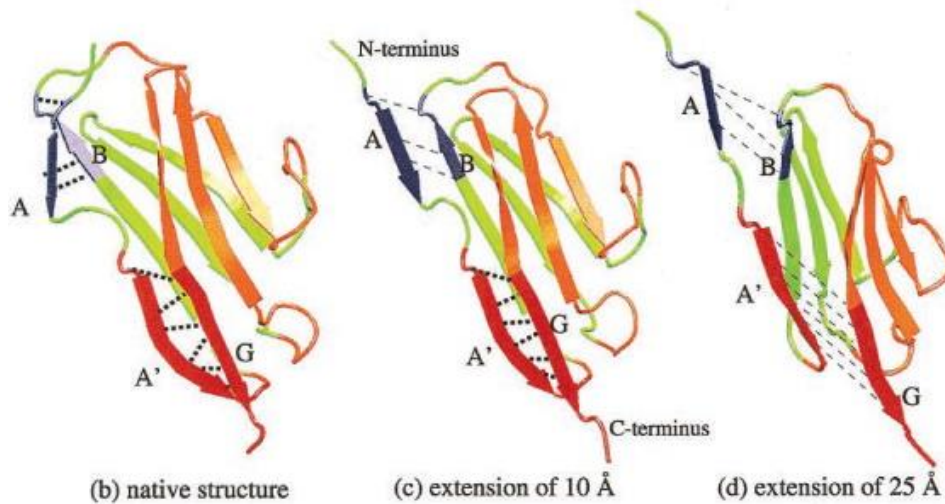 N-terminus
A
B
A'
G
A
B
A'
G
C-terminus
A
B
A'
G
(b) native structure
(c) extension of 10 Å
(d) extension of 25 Å